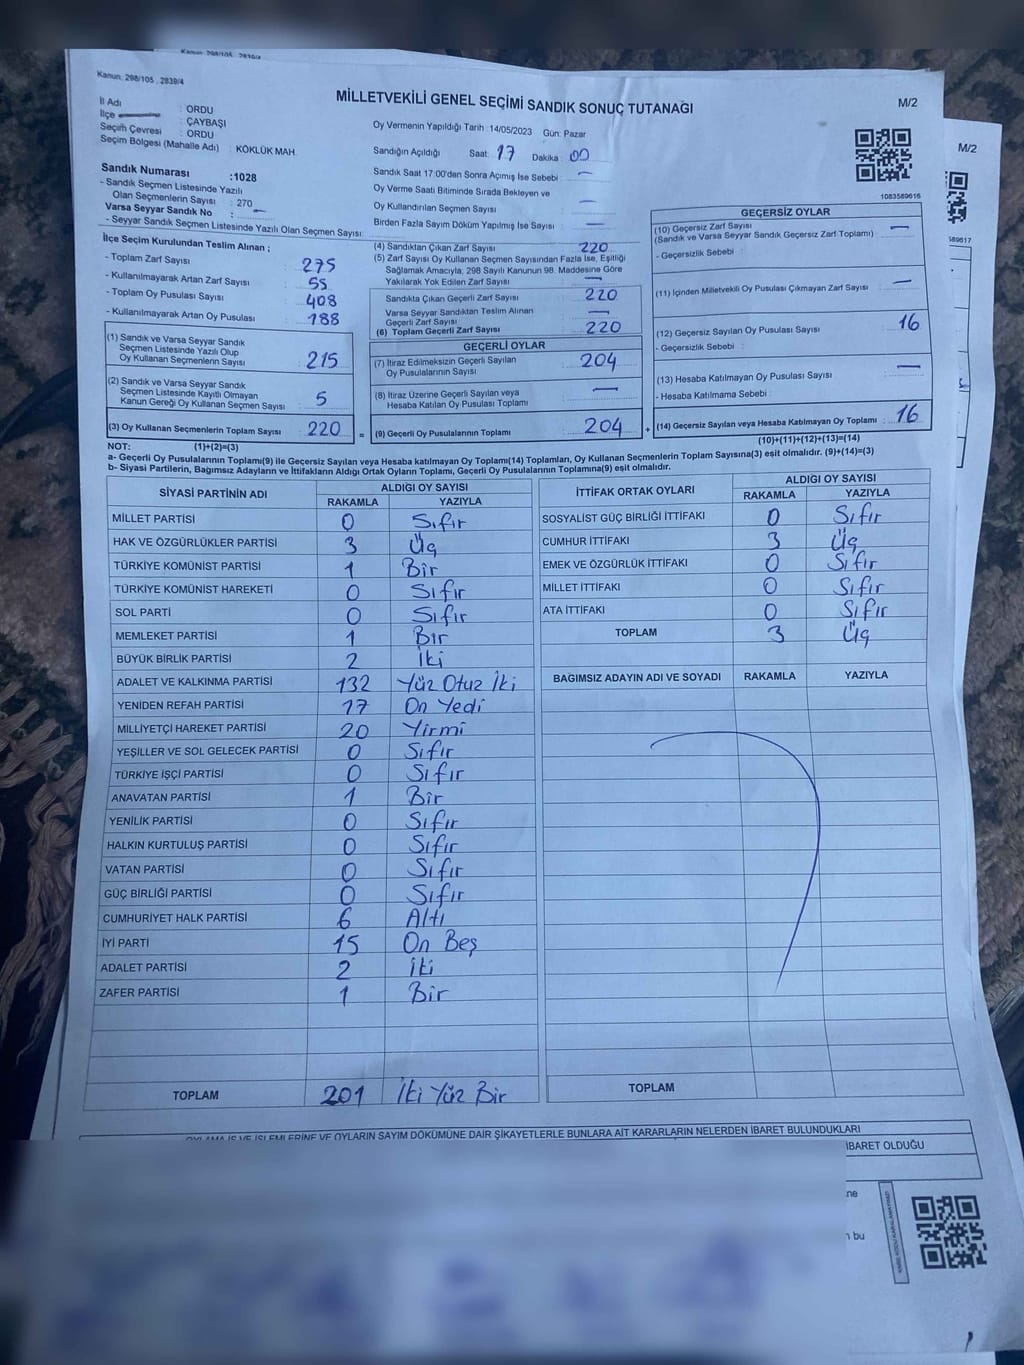 Kanun: 298/105 , 2839/4
MİLLETVEKİLİ GENEL SEÇİMİ SANDIK SONUÇ TUTANAĞI
M/2
M/2
İl Adı : ORDU
İlçe : ÇAYBAŞI
Seçim Çevresi : ORDU
Seçim Bölgesi (Mahalle Adı) : KÖKLÜK MAH.
Sandık Numarası :1028
- Sandık Seçmen Listesinde Yazılı
Olan Seçmenlerin Sayısı : 270
Varsa Seyyar Sandık No : —
- Seyyar Sandık Seçmen Listesinde Yazılı Olan Seçmen Sayısı:
Oy Vermenin Yapıldığı Tarih :14/05/2023 Gün: Pazar
Sandığın Açıldığı Saat: 17 Dakika: 00
Sandık Saat 17:00'den Sonra Açılmış İse Sebebi : —
Oy Verme Saati Bitiminde Sırada Bekleyen ve
Oy Kullandırılan Seçmen Sayısı : —
Birden Fazla Sayım Döküm Yapılmış İse Sayısı : —
1083589616
İlçe Seçim Kurulundan Teslim Alınan ;
- Toplam Zarf Sayısı : 275
- Kullanılmayarak Artan Zarf Sayısı : 55
- Toplam Oy Pusulası Sayısı : 408
- Kullanılmayarak Artan Oy Pusulası : 188
(1) Sandık ve Varsa Seyyar Sandık
Seçmen Listesinde Yazılı Olup
Oy Kullanan Seçmenlerin Sayısı : 215
(2) Sandık ve Varsa Seyyar Sandık
Seçmen Listesinde Kayıtlı Olmayan
Kanun Gereği Oy Kullanan Seçmen Sayısı : 5
(3) Oy Kullanan Seçmenlerin Toplam Sayısı : 220
(4) Sandıktan Çıkan Zarf Sayısı : 220
(5) Zarf Sayısı Oy Kullanan Seçmen Sayısından Fazla İse, Eşitliği
Sağlamak Amacıyla, 298 Sayılı Kanunun 98. Maddesine Göre
Yakılarak Yok Edilen Zarf Sayısı : —
Sandıkta Çıkan Geçerli Zarf Sayısı : 220
Varsa Seyyar Sandıktan Teslim Alınan
Geçerli Zarf Sayısı : —
(6) Toplam Geçerli Zarf Sayısı : 220
GEÇERLİ OYLAR
(7) İtiraz Edilmeksizin Geçerli Sayılan
Oy Pusulalarının Sayısı : 204
(8) İtiraz Üzerine Geçerli Sayılan veya
Hesaba Katılan Oy Pusulaları Toplamı : —
= (9) Geçerli Oy Pusulalarının Toplamı : 204 +
GEÇERSİZ OYLAR
(10) Geçersiz Zarf Sayısı
(Sandık ve Varsa Seyyar Sandık Geçersiz Zarf Toplamı) : —
- Geçersizlik Sebebi :
(11) İçinden Milletvekili Oy Pusulası Çıkmayan Zarf Sayısı : —
(12) Geçersiz Sayılan Oy Pusulası Sayısı : 16
- Geçersizlik Sebebi :
(13) Hesaba Katılmayan Oy Pusulası Sayısı : —
- Hesaba Katılmama Sebebi :
(14) Geçersiz Sayılan veya Hesaba Katılmayan Oy Toplamı : 16
NOT: (1)+(2)=(3)
(10)+(11)+(12)+(13)=(14)
a- Geçerli Oy Pusulalarının Toplamı(9) ile Geçersiz Sayılan veya Hesaba katılmayan Oy Toplamı(14) Toplamları, Oy Kullanan Seçmenlerin Toplam Sayısına(3) eşit olmalıdır. (9)+(14)=(3)
b- Siyasi Partilerin, Bağımsız Adayların ve İttifakların Aldığı Ortak Oyların Toplamı, Geçerli Oy Pusulalarının Toplamına(9) eşit olmalıdır.
SİYASİ PARTİNİN ADI ALDIĞI OY SAYISI
RAKAMLA YAZIYLA
MİLLET PARTİSİ 0 Sıfır
HAK VE ÖZGÜRLÜKLER PARTİSİ 3 Üç
TÜRKİYE KOMÜNİST PARTİSİ 1 Bir
TÜRKİYE KOMÜNİST HAREKETİ 0 Sıfır
SOL PARTİ 0 Sıfır
MEMLEKET PARTİSİ 1 Bir
BÜYÜK BİRLİK PARTİSİ 2 İki
ADALET VE KALKINMA PARTİSİ 132 Yüz Otuz İki
YENİDEN REFAH PARTİSİ 17 On Yedi
MİLLİYETÇİ HAREKET PARTİSİ 20 Yirmi
YEŞİLLER VE SOL GELECEK PARTİSİ 0 Sıfır
TÜRKİYE İŞÇİ PARTİSİ 0 Sıfır
ANAVATAN PARTİSİ 1 Bir
YENİLİK PARTİSİ 0 Sıfır
HALKIN KURTULUŞ PARTİSİ 0 Sıfır
VATAN PARTİSİ 0 Sıfır
GÜÇ BİRLİĞİ PARTİSİ 0 Sıfır
CUMHURİYET HALK PARTİSİ 6 Altı
İYİ PARTİ 15 On Beş
ADALET PARTİSİ 2 İki
ZAFER PARTİSİ 1 Bir
TOPLAM 201 İki Yüz Bir
İTTİFAK ORTAK OYLARI ALDIĞI OY SAYISI
RAKAMLA YAZIYLA
SOSYALİST GÜÇ BİRLİĞİ İTTİFAKI 0 Sıfır
CUMHUR İTTİFAKI 3 Üç
EMEK VE ÖZGÜRLÜK İTTİFAKI 0 Sıfır
MİLLET İTTİFAKI 0 Sıfır
ATA İTTİFAKI 0 Sıfır
TOPLAM 3 Üç
BAĞIMSIZ ADAYIN ADI VE SOYADI RAKAMLA YAZIYLA
TOPLAM
OYLAMA İŞ VE İŞLEMLERİNE VE OYLARIN SAYIM DÖKÜMÜNE DAİR ŞİKAYETLERLE BUNLARA AİT KARARLARIN NELERDEN İBARET BULUNDUKLARI
İBARET OLDUĞU